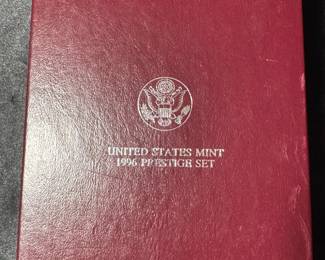 UNITED STATES MINT
1996 PRESTIGE SET